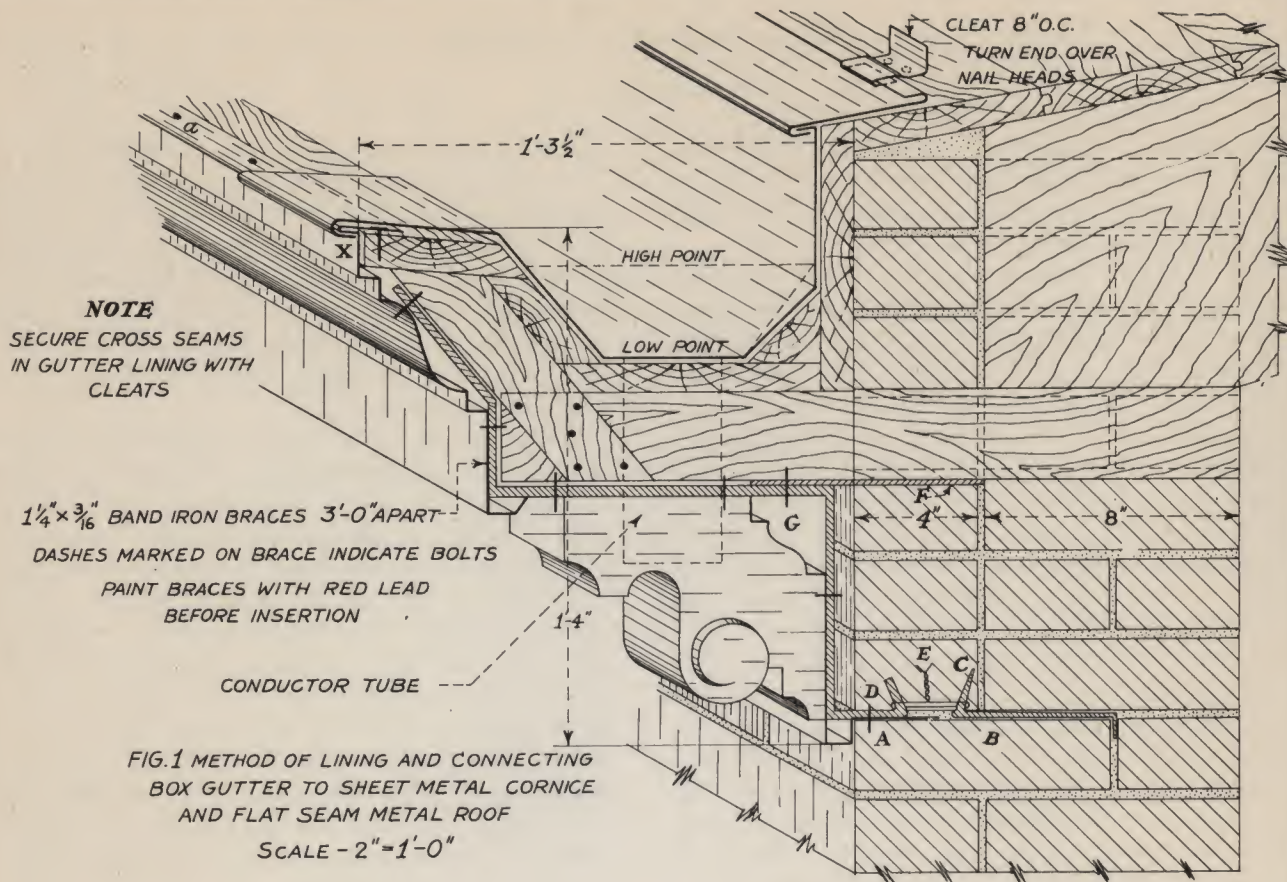 CLEAT 8" O.C.
TURN END OVER
NAIL HEADS
a
1'-3½"
X
HIGH POINT
NOTE
SECURE CROSS SEAMS
IN GUTTER LINING WITH
CLEATS
LOW POINT
1¼" × 3/16" BAND IRON BRACES 3'-0" APART
DASHES MARKED ON BRACE INDICATE BOLTS
PAINT BRACES WITH RED LEAD
BEFORE INSERTION
G
F
4"
8"
1'-4"
CONDUCTOR TUBE
E
C
D
A
B
FIG.1 METHOD OF LINING AND CONNECTING
BOX GUTTER TO SHEET METAL CORNICE
AND FLAT SEAM METAL ROOF
SCALE - 2" = 1'-0"